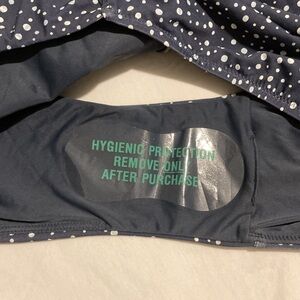 HYGIENIC PROTECTION
REMOVE ONLY
AFTER PURCHASE